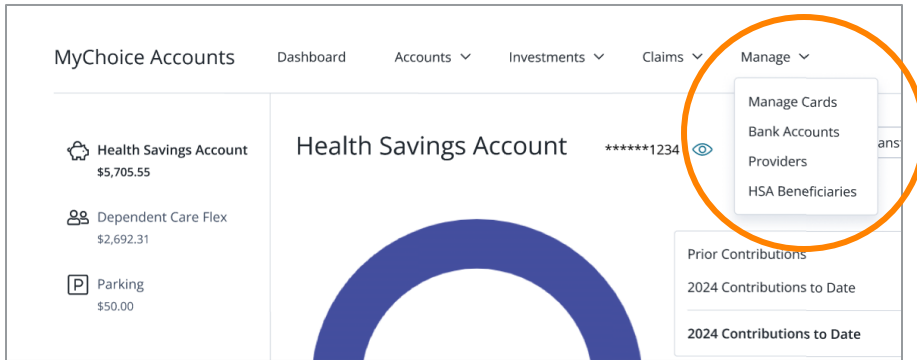 MyChoice Accounts
Dashboard
Accounts
Investments
Claims
Manage
Manage Cards
Bank Accounts
Providers
HSA Beneficiaries
Health Savings Account
$5,705.55
Dependent Care Flex
$2,692.31
P
Parking
$50.00
Health Savings Account
******1234
Prior Contributions
2024 Contributions to Date
2024 Contributions to Date